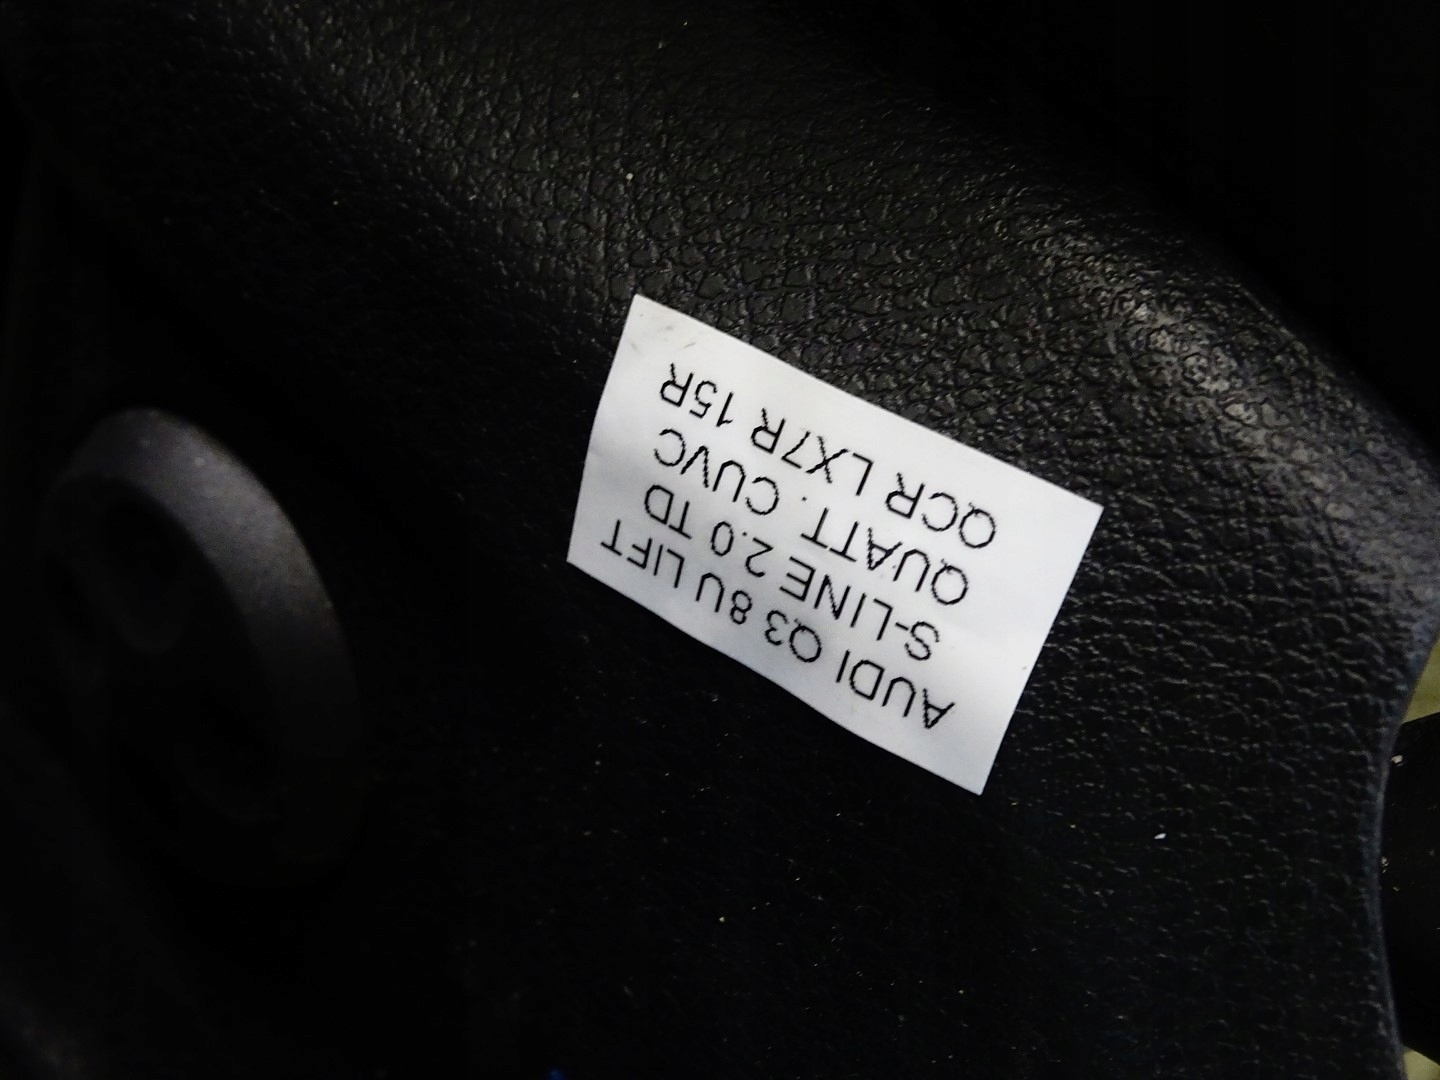 AUDI Q3 8U LIFT
S-LINE 2.0 TD
QUATT. CUVC
QCR LX7R 15R